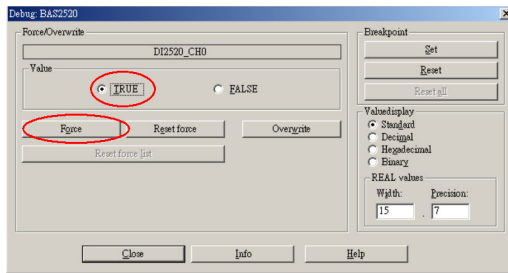 Debug: BAS2520
Force/Overwrite
DI2520_CH0
Value
TRUE
FALSE
Force
Reset force
Overwrite
Reset force list
Breakpoint
Set
Reset
Reset all
Valuedisplay
Standard
Decimal
Hexadecimal
Binary
REAL values
Width:
Precision:
15 . 7
Close
Info
Help